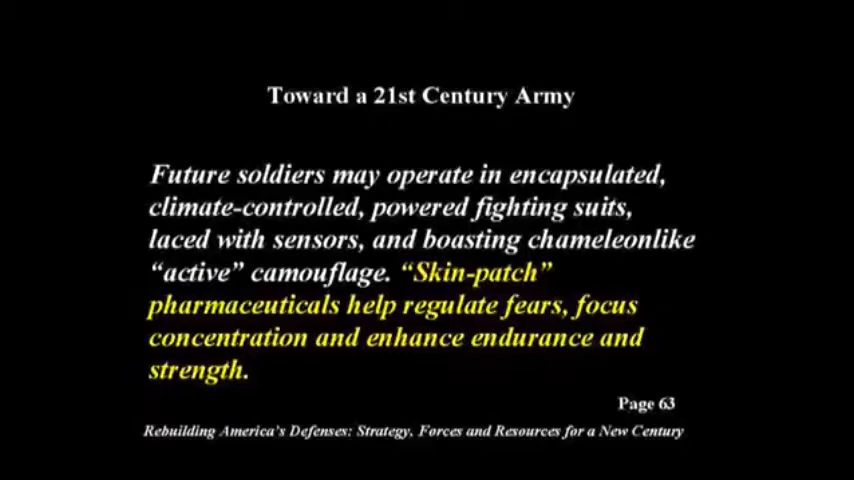 Toward a 21st Century Army
Future soldiers may operate in encapsulated,
climate-controlled, powered fighting suits,
laced with sensors, and boasting chameleonlike
“active” camouflage. “Skin-patch”
pharmaceuticals help regulate fears, focus
concentration and enhance endurance and
strength.
Page 63
Rebuilding America's Defenses: Strategy, Forces and Resources for a New Century